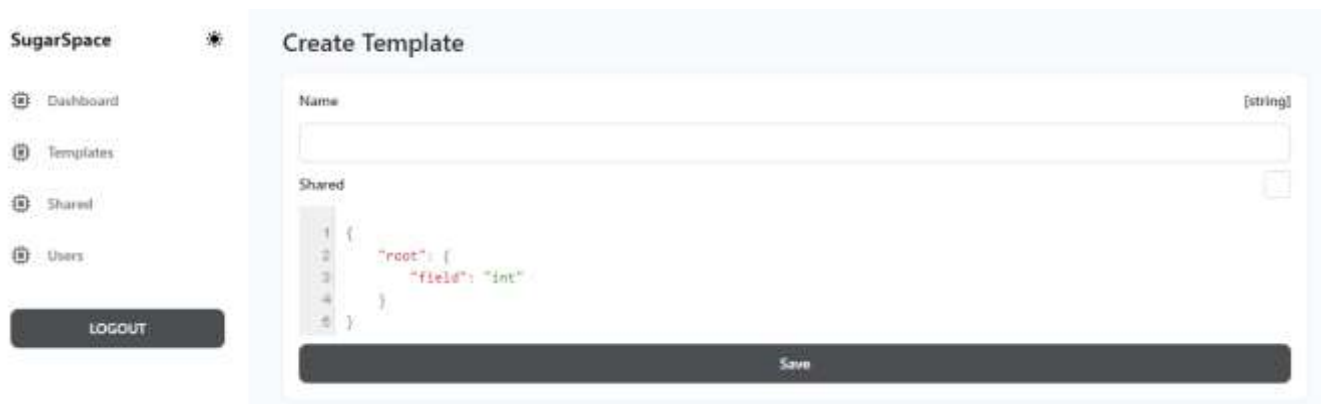 SugarSpace
Dashboard
Templates
Shared
Users
LOGOUT
Create Template
Name [string]
Shared
1 {
2 "root": {
3 "field": "int"
4 }
5 }
Save